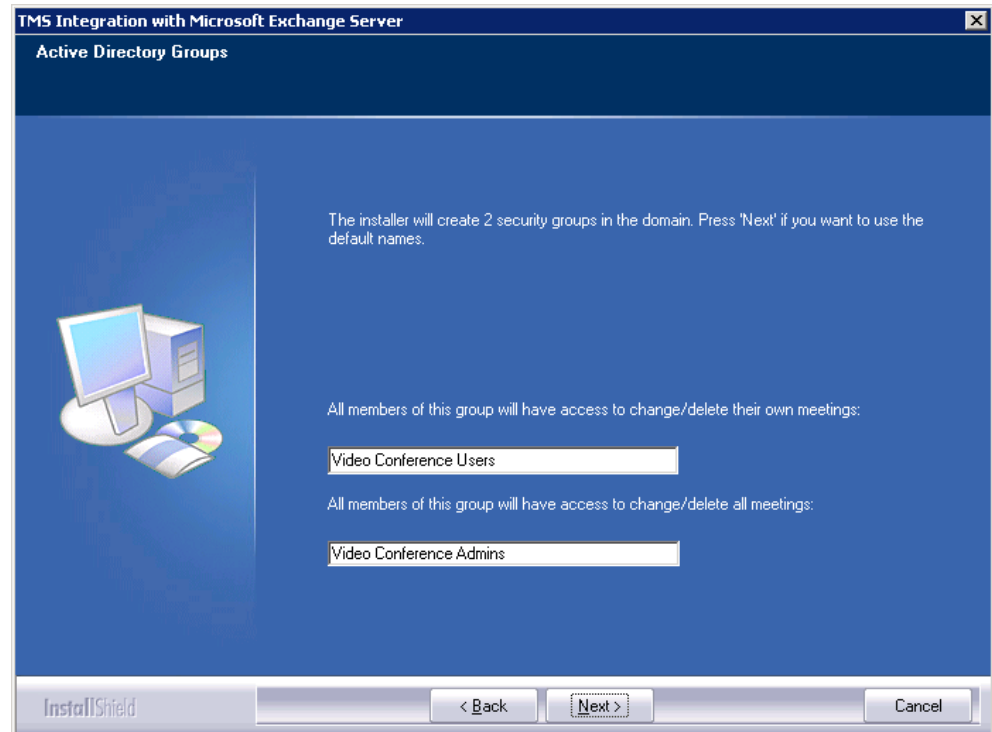 TMS Integration with Microsoft Exchange Server
Active Directory Groups
The installer will create 2 security groups in the domain. Press 'Next' if you want to use the
default names.
All members of this group will have access to change/delete their own meetings:
Video Conference Users
All members of this group will have access to change/delete all meetings:
Video Conference Admins
InstallShield
< Back
Next >
Cancel